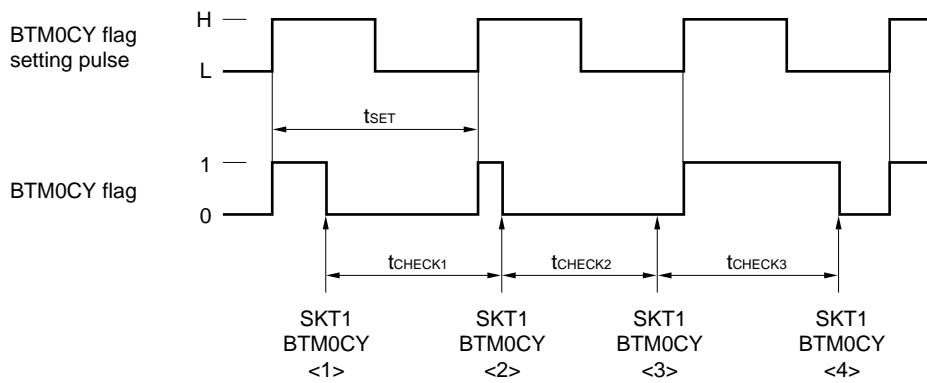 BTM0CY flag
setting pulse
H
L
tSET
BTM0CY flag
1
0
tCHECK1
tCHECK2
tCHECK3
SKT1
BTM0CY
<1>
SKT1
BTM0CY
<2>
SKT1
BTM0CY
<3>
SKT1
BTM0CY
<4>